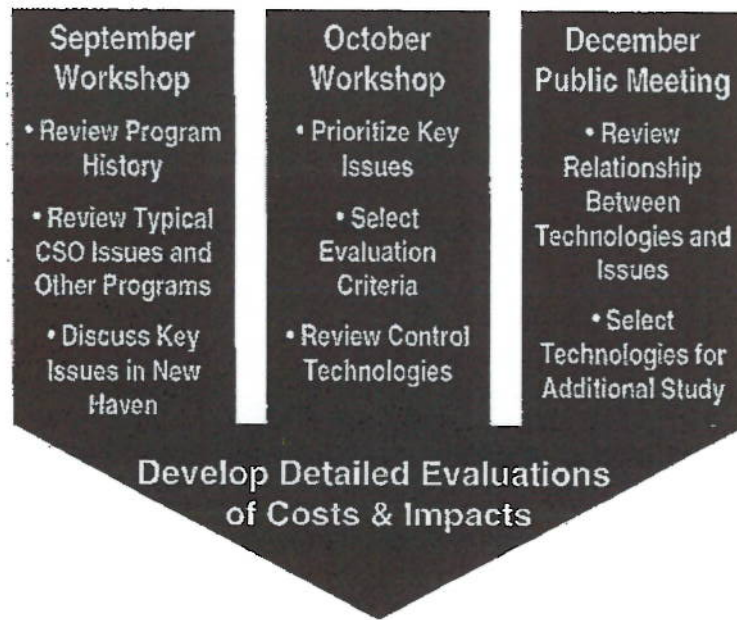 September
Workshop
• Review Program
History
• Review Typical
CSO Issues and
Other Programs
• Discuss Key
Issues in New
Haven
October
Workshop
• Prioritize Key
Issues
• Select
Evaluation
Criteria
• Review Control
Technologies
December
Public Meeting
• Review
Relationship
Between
Technologies and
Issues
• Select
Technologies for
Additional Study
Develop Detailed Evaluations
of Costs & Impacts